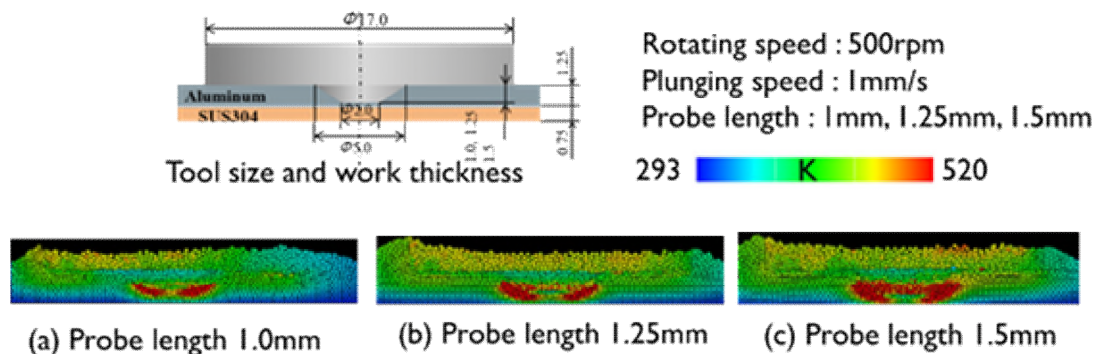 Φ17.0
1.25
Aluminum
SUS304
Φ2.0
Φ5.0
1.0, 1.25
1.5
0.75
Tool size and work thickness
Rotating speed : 500rpm
Plunging speed : 1mm/s
Probe length : 1mm, 1.25mm, 1.5mm
293 K 520
(a) Probe length 1.0mm
(b) Probe length 1.25mm
(c) Probe length 1.5mm